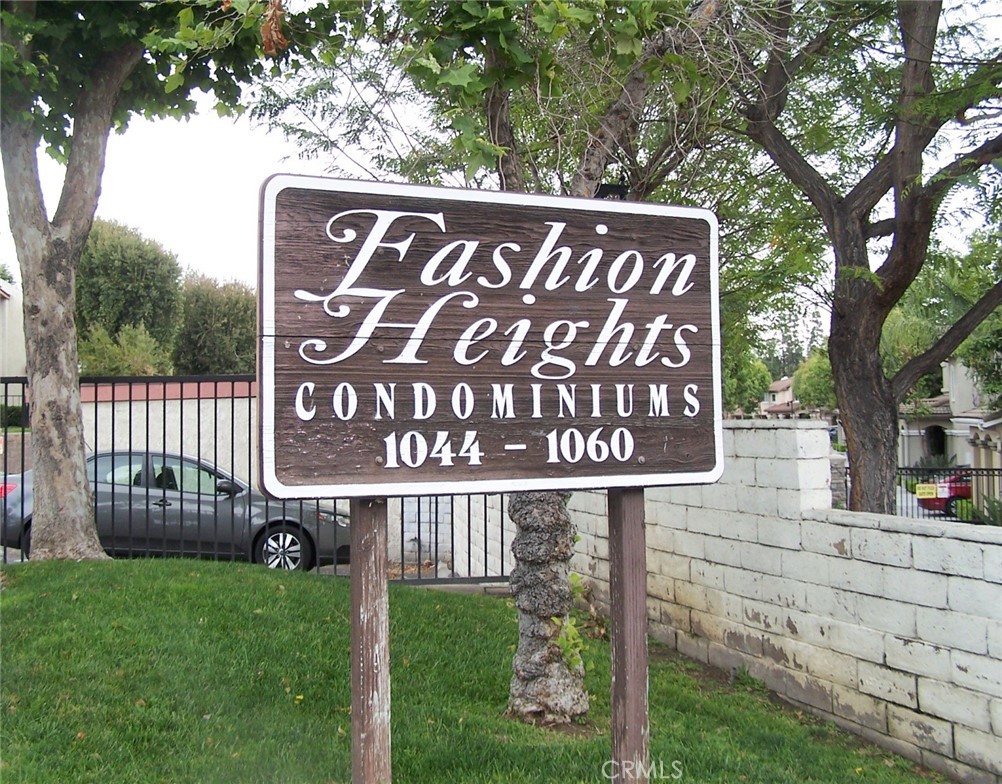 Fashion
Heights
CONDOMINIUMS
1044 - 1060
CRMLS